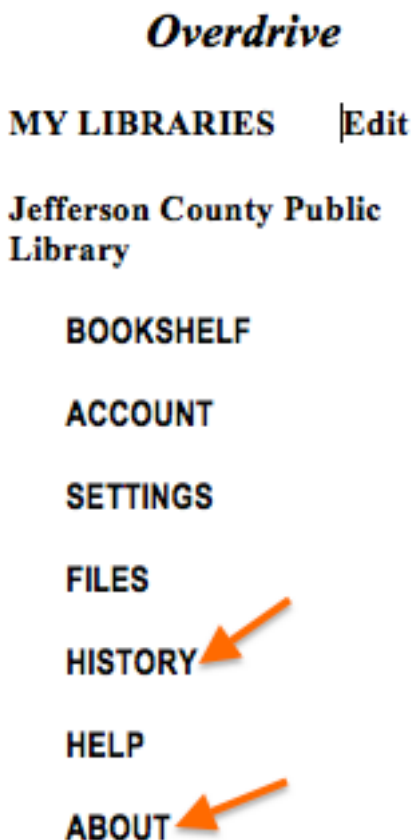 Overdrive
MY LIBRARIES Edit
Jefferson County Public
Library
BOOKSHELF
ACCOUNT
SETTINGS
FILES
HISTORY
HELP
ABOUT